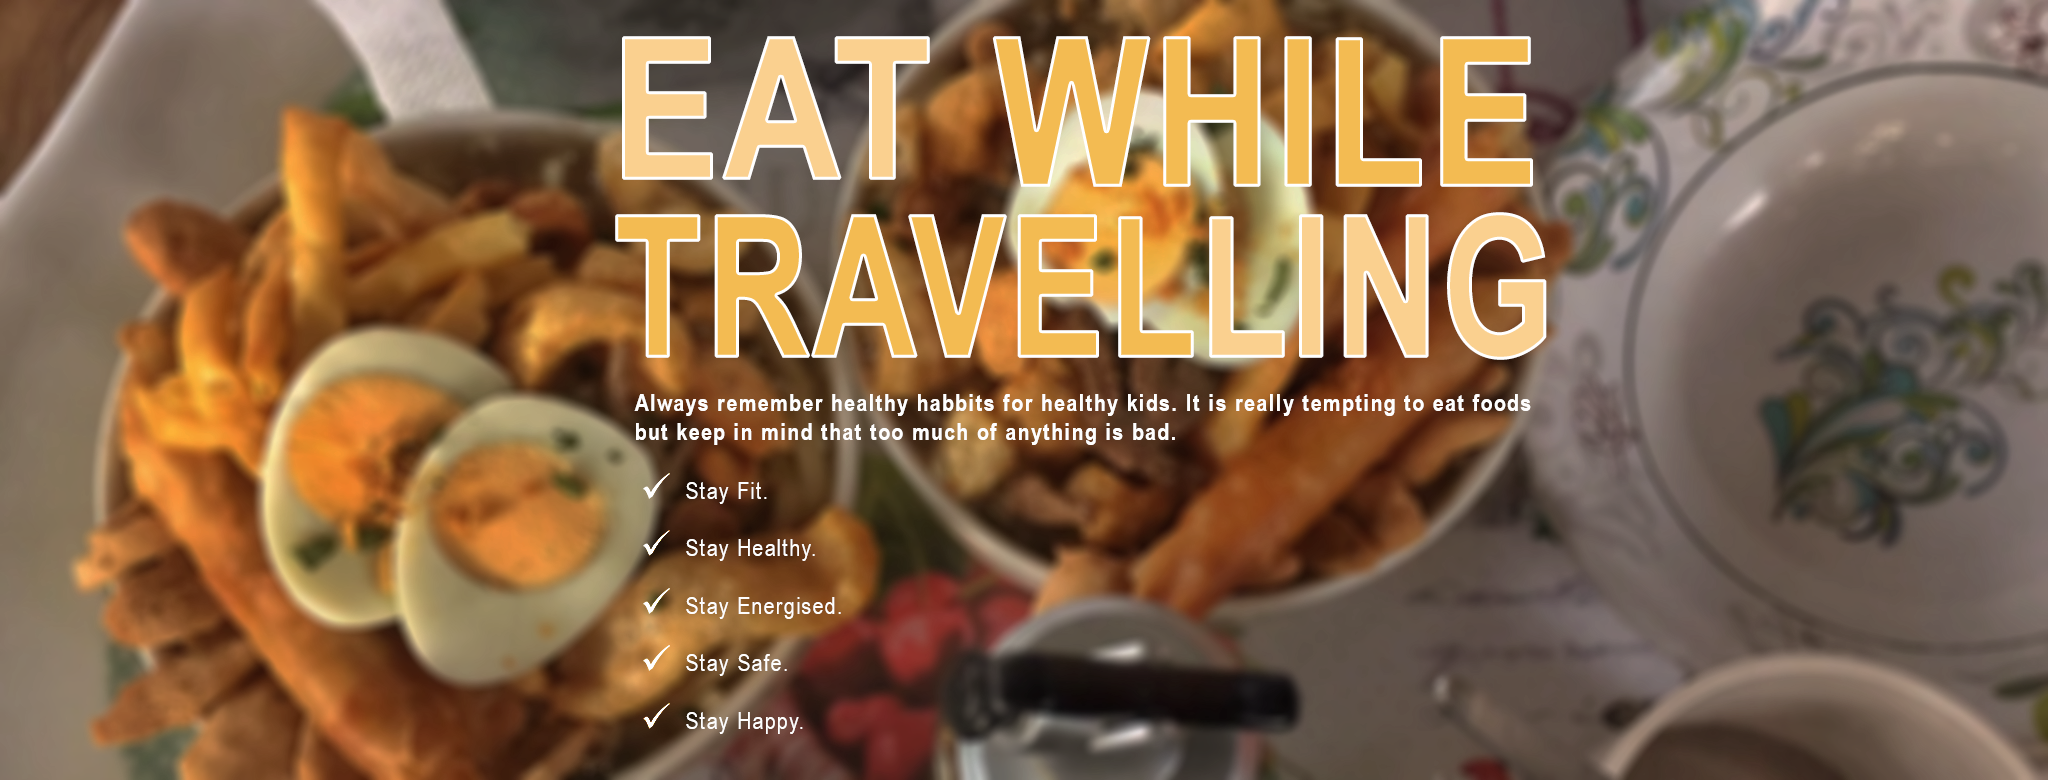 EAT WHILE
TRAVELLING
Always remember healthy habbits for healthy kids. It is really tempting to eat foods
but keep in mind that too much of anything is bad.
Stay Fit.
Stay Healthy.
Stay Energised.
Stay Safe.
Stay Happy.